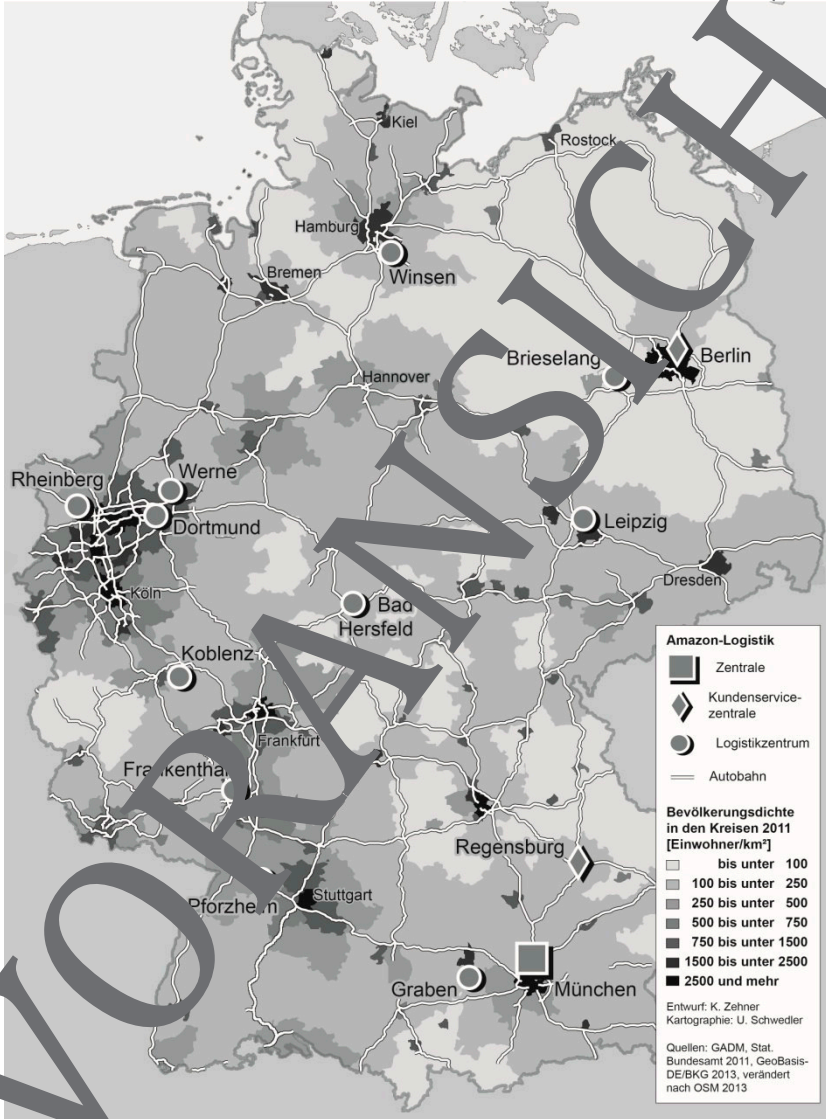 Kiel
Rostock
Hamburg
Winsen
Bremen
Brieselang
Berlin
Hannover
Rheinberg
Werne
Dortmund
Leipzig
Köln
Dresden
Bad
Hersfeld
Koblenz
Frankfurt
Frankenthal
Regensburg
Pforzheim
Stuttgart
Graben
München
Amazon-Logistik
Zentrale
Kundenservice-
zentrale
Logistikzentrum
Autobahn
Bevölkerungsdichte
in den Kreisen 2011
[Einwohner/km²]
bis unter 100
100 bis unter 250
250 bis unter 500
500 bis unter 750
750 bis unter 1500
1500 bis unter 2500
2500 und mehr
Entwurf: K. Zehner
Kartographie: U. Schwedler
Quellen: GADM, Stat.
Bundesamt 2011, GeoBasis-
DE/BKG 2013, verändert
nach OSM 2013
VORANSICH